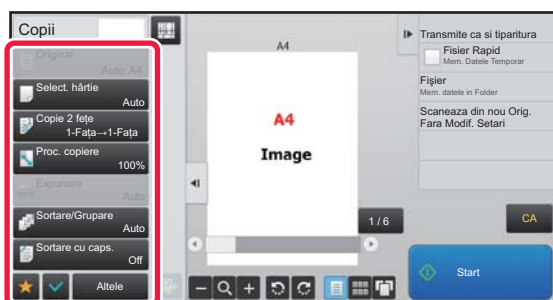 Copii
Original
Auto A4
Select. hârtie
Auto
Copie 2 fețe
1-Fața→1-Fața
Proc. copiere
100%
Expunere
Auto
Sortare/Grupare
Auto
Sortare cu caps.
Off
Altele
A4
A4
Image
1 / 6
Transmite ca si tiparitura
Fisier Rapid
Mem. Datele Temporar
Fişier
Mem. datele in Folder
Scaneaza din nou Orig.
Fara Modif. Setari
CA
Start